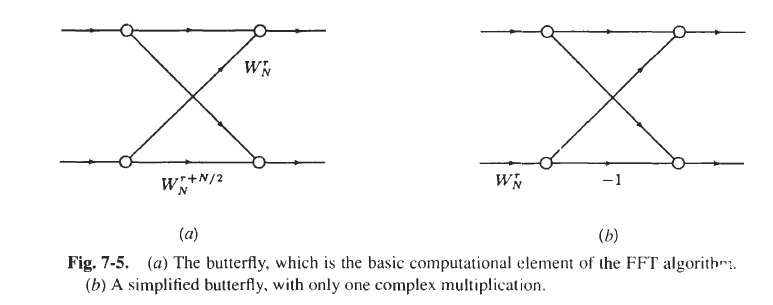 W_N^r
W_N^{r+N/2}
W_N^r
−1
(a)
(b)
Fig. 7-5. (a) The butterfly, which is the basic computational element of the FFT algorithm.
(b) A simplified butterfly, with only one complex multiplication.